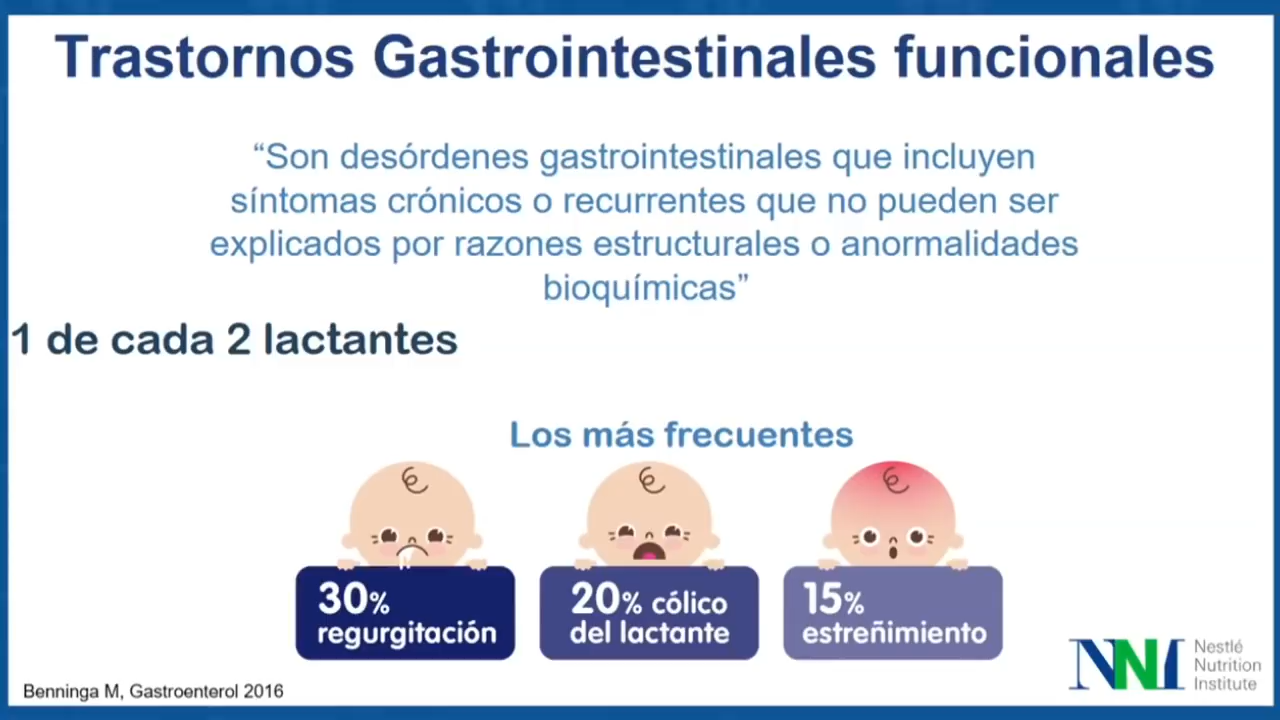 Trastornos Gastrointestinales funcionales
“Son desórdenes gastrointestinales que incluyen
síntomas crónicos o recurrentes que no pueden ser
explicados por razones estructurales o anormalidades
bioquímicas”
1 de cada 2 lactantes
Los más frecuentes
30%
regurgitación
20% cólico
del lactante
15%
estreñimiento
Benninga M, Gastroenterol 2016
NNI
Nestlé
Nutrition
Institute